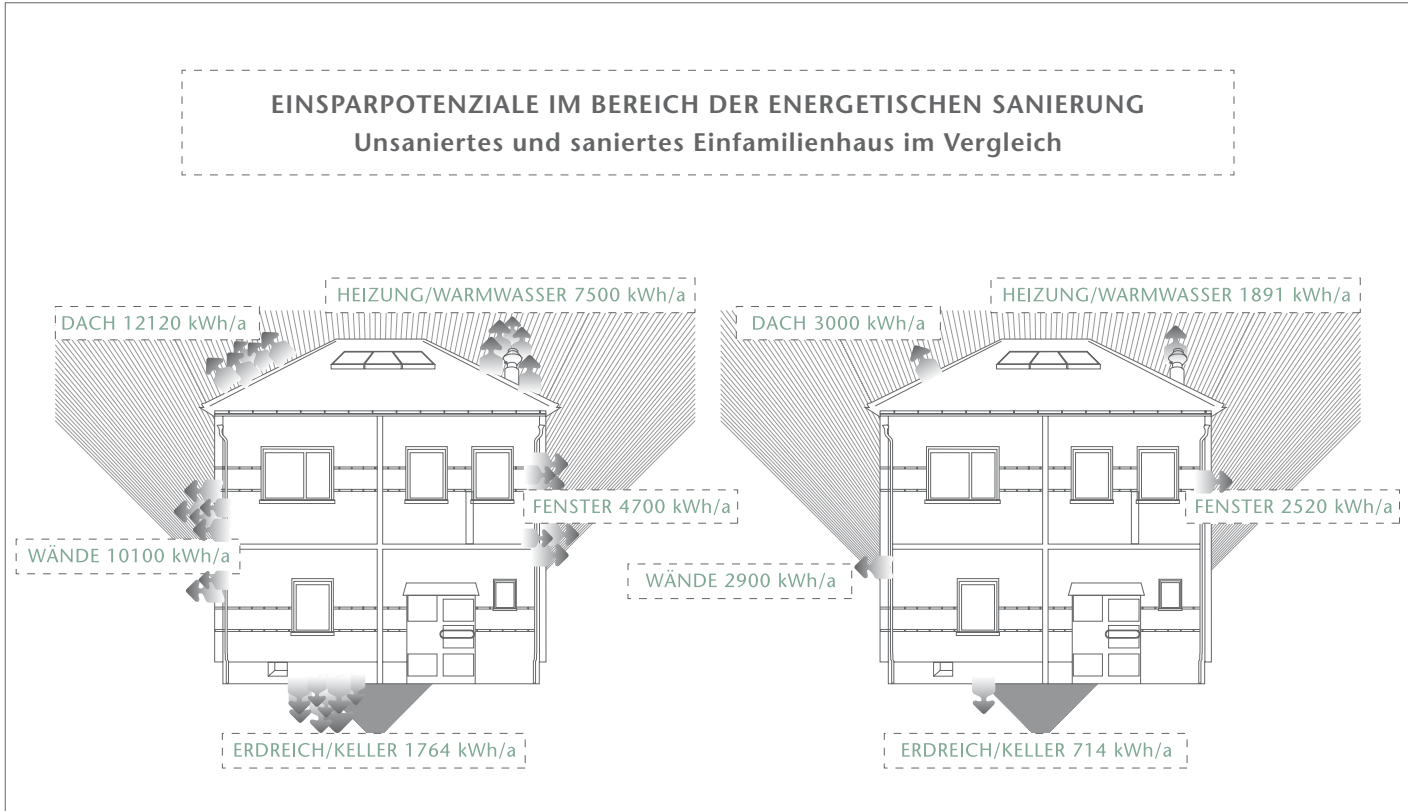 EINSPARPOTENZIALE IM BEREICH DER ENERGETISCHEN SANIERUNG
Unsaniertes und saniertes Einfamilienhaus im Vergleich
HEIZUNG/WARMWASSER 7500 kWh/a
DACH 12120 kWh/a
FENSTER 4700 kWh/a
WÄNDE 10100 kWh/a
ERDREICH/KELLER 1764 kWh/a
HEIZUNG/WARMWASSER 1891 kWh/a
DACH 3000 kWh/a
FENSTER 2520 kWh/a
WÄNDE 2900 kWh/a
ERDREICH/KELLER 714 kWh/a